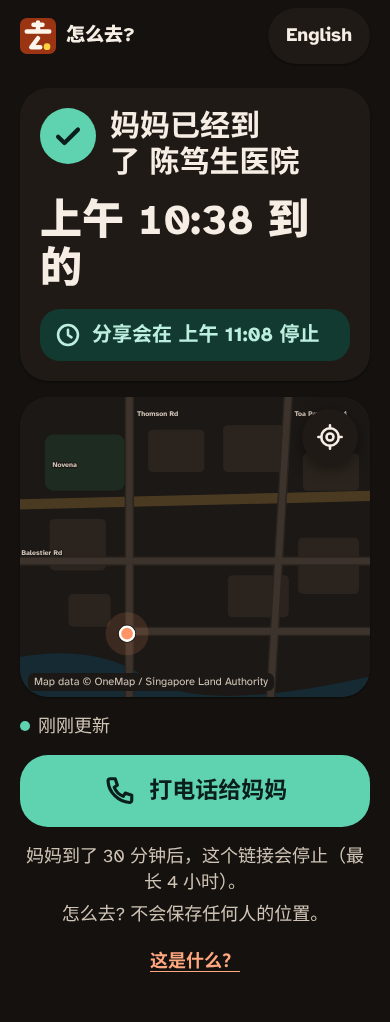 去
怎么去?
English
妈妈已经到
了 陈笃生医院
上午 10:38 到
的
分享会在 上午 11:08 停止
Thomson Rd
Novena
Balestier Rd
Map data © OneMap / Singapore Land Authority
刚刚更新
打电话给妈妈
妈妈到了 30 分钟后，这个链接会停止（最
长 4 小时）。
怎么去? 不会保存任何人的位置。
这是什么？